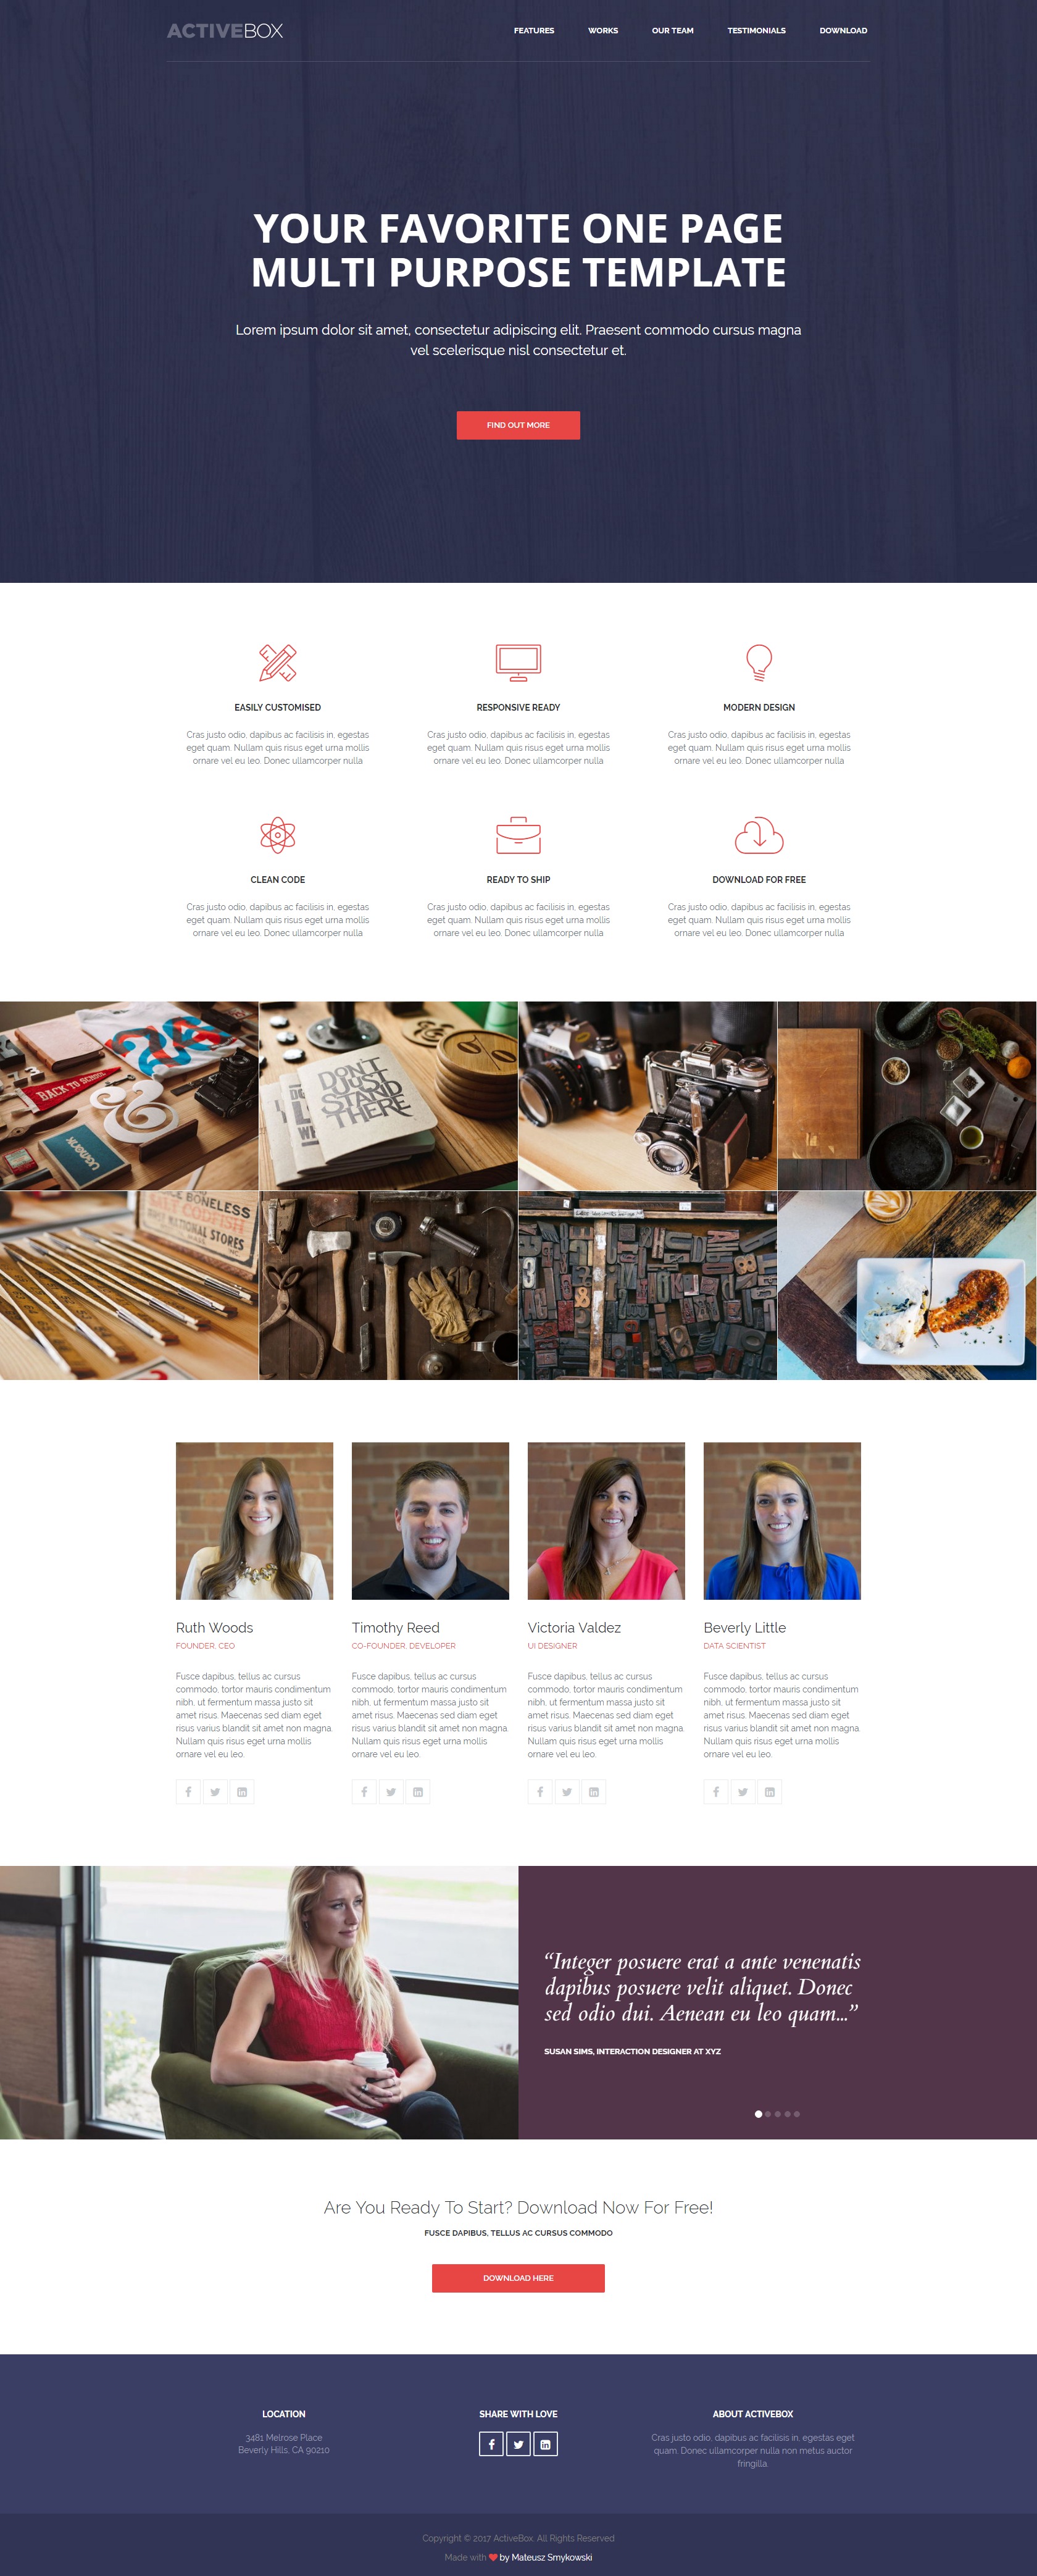 ACTIVEBOX
FEATURES WORKS OUR TEAM TESTIMONIALS DOWNLOAD
YOUR FAVORITE ONE PAGE
MULTI PURPOSE TEMPLATE
Lorem ipsum dolor sit amet, consectetur adipiscing elit. Praesent commodo cursus magna
vel scelerisque nisl consectetur et.
FIND OUT MORE
EASILY CUSTOMISED
Cras justo odio, dapibus ac facilisis in, egestas
eget quam. Nullam quis risus eget urna mollis
ornare vel eu leo. Donec ullamcorper nulla
RESPONSIVE READY
Cras justo odio, dapibus ac facilisis in, egestas
eget quam. Nullam quis risus eget urna mollis
ornare vel eu leo. Donec ullamcorper nulla
MODERN DESIGN
Cras justo odio, dapibus ac facilisis in, egestas
eget quam. Nullam quis risus eget urna mollis
ornare vel eu leo. Donec ullamcorper nulla
CLEAN CODE
Cras justo odio, dapibus ac facilisis in, egestas
eget quam. Nullam quis risus eget urna mollis
ornare vel eu leo. Donec ullamcorper nulla
READY TO SHIP
Cras justo odio, dapibus ac facilisis in, egestas
eget quam. Nullam quis risus eget urna mollis
ornare vel eu leo. Donec ullamcorper nulla
DOWNLOAD FOR FREE
Cras justo odio, dapibus ac facilisis in, egestas
eget quam. Nullam quis risus eget urna mollis
ornare vel eu leo. Donec ullamcorper nulla
BACK TO SCHOOL
&
DON'T
JUST
STAND
THERE
BONELESS
NATIONAL STORES
Ruth Woods
FOUNDER, CEO
Fusce dapibus, tellus ac cursus
commodo, tortor mauris condimentum
nibh, ut fermentum massa justo sit
amet risus. Maecenas sed diam eget
risus varius blandit sit amet non magna.
Nullam quis risus eget urna mollis
ornare vel eu leo.
Timothy Reed
CO-FOUNDER, DEVELOPER
Fusce dapibus, tellus ac cursus
commodo, tortor mauris condimentum
nibh, ut fermentum massa justo sit
amet risus. Maecenas sed diam eget
risus varius blandit sit amet non magna.
Nullam quis risus eget urna mollis
ornare vel eu leo.
Victoria Valdez
UI DESIGNER
Fusce dapibus, tellus ac cursus
commodo, tortor mauris condimentum
nibh, ut fermentum massa justo sit
amet risus. Maecenas sed diam eget
risus varius blandit sit amet non magna.
Nullam quis risus eget urna mollis
ornare vel eu leo.
Beverly Little
DATA SCIENTIST
Fusce dapibus, tellus ac cursus
commodo, tortor mauris condimentum
nibh, ut fermentum massa justo sit
amet risus. Maecenas sed diam eget
risus varius blandit sit amet non magna.
Nullam quis risus eget urna mollis
ornare vel eu leo.
“Integer posuere erat a ante venenatis
dapibus posuere velit aliquet. Donec
sed odio dui. Aenean eu leo quam...”
SUSAN SIMS, INTERACTION DESIGNER AT XYZ
Are You Ready To Start? Download Now For Free!
FUSCE DAPIBUS, TELLUS AC CURSUS COMMODO
DOWNLOAD HERE
LOCATION
3481 Melrose Place
Beverly Hills, CA 90210
SHARE WITH LOVE
ABOUT ACTIVEBOX
Cras justo odio, dapibus ac facilisis in, egestas eget
quam. Donec ullamcorper nulla non metus auctor
fringilla.
Copyright © 2017 ActiveBox. All Rights Reserved
Made with ♥ by Mateusz Smykowski